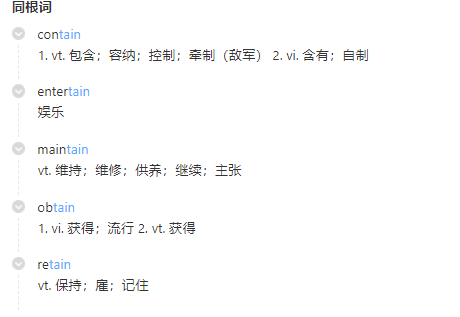 同根词
contain
1. vt. 包含；容纳；控制；牵制（敌军） 2. vi. 含有；自制
entertain
娱乐
maintain
vt. 维持；维修；供养；继续；主张
obtain
1. vi. 获得；流行 2. vt. 获得
retain
vt. 保持；雇；记住